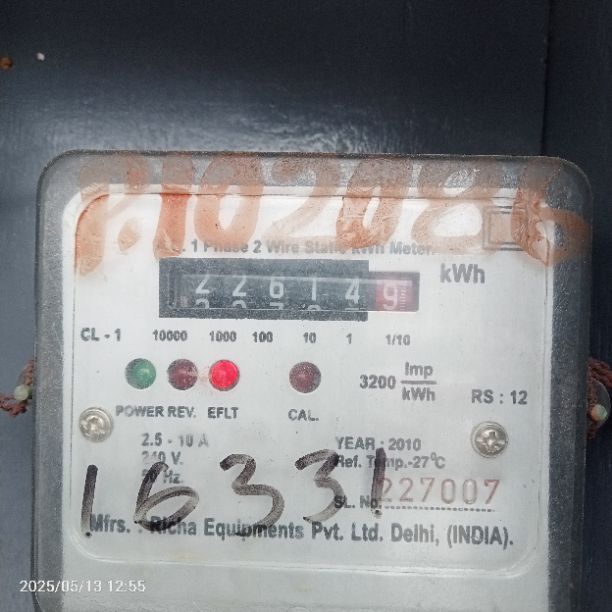 P.102086
1 Phase 2 Wire Static kWh Meter.
22614 9 kWh
CL - 1 10000 1000 100 10 1 1/10
3200 Imp/kWh
RS : 12
POWER REV. EFLT CAL.
2.5 - 10 A
240 V.
Hz.
YEAR : 2010
Ref. Temp.-27°C
SL. No. 227007
16331
Mfrs. : Richa Equipments Pvt. Ltd. Delhi, (INDIA).
2025/05/13 12:55